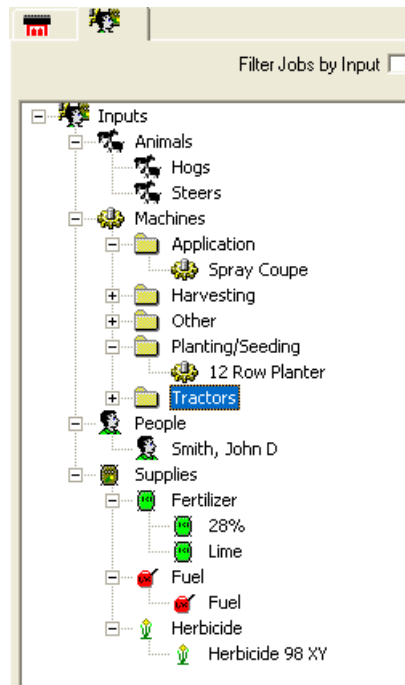 Filter Jobs by Input
Inputs
Animals
Hogs
Steers
Machines
Application
Spray Coupe
Harvesting
Other
Planting/Seeding
12 Row Planter
Tractors
People
Smith, John D
Supplies
Fertilizer
28%
Lime
Fuel
Fuel
Herbicide
Herbicide 98 XY